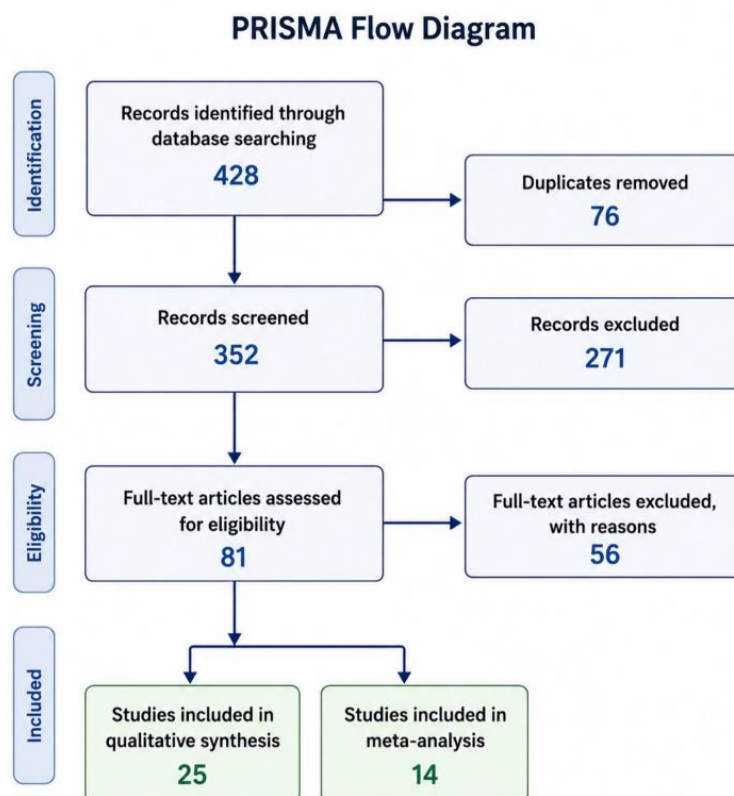 PRISMA Flow Diagram
Identification
Records identified through
database searching
428
Duplicates removed
76
Screening
Records screened
352
Records excluded
271
Eligibility
Full-text articles assessed
for eligibility
81
Full-text articles excluded,
with reasons
56
Included
Studies included in
qualitative synthesis
25
Studies included in
meta-analysis
14